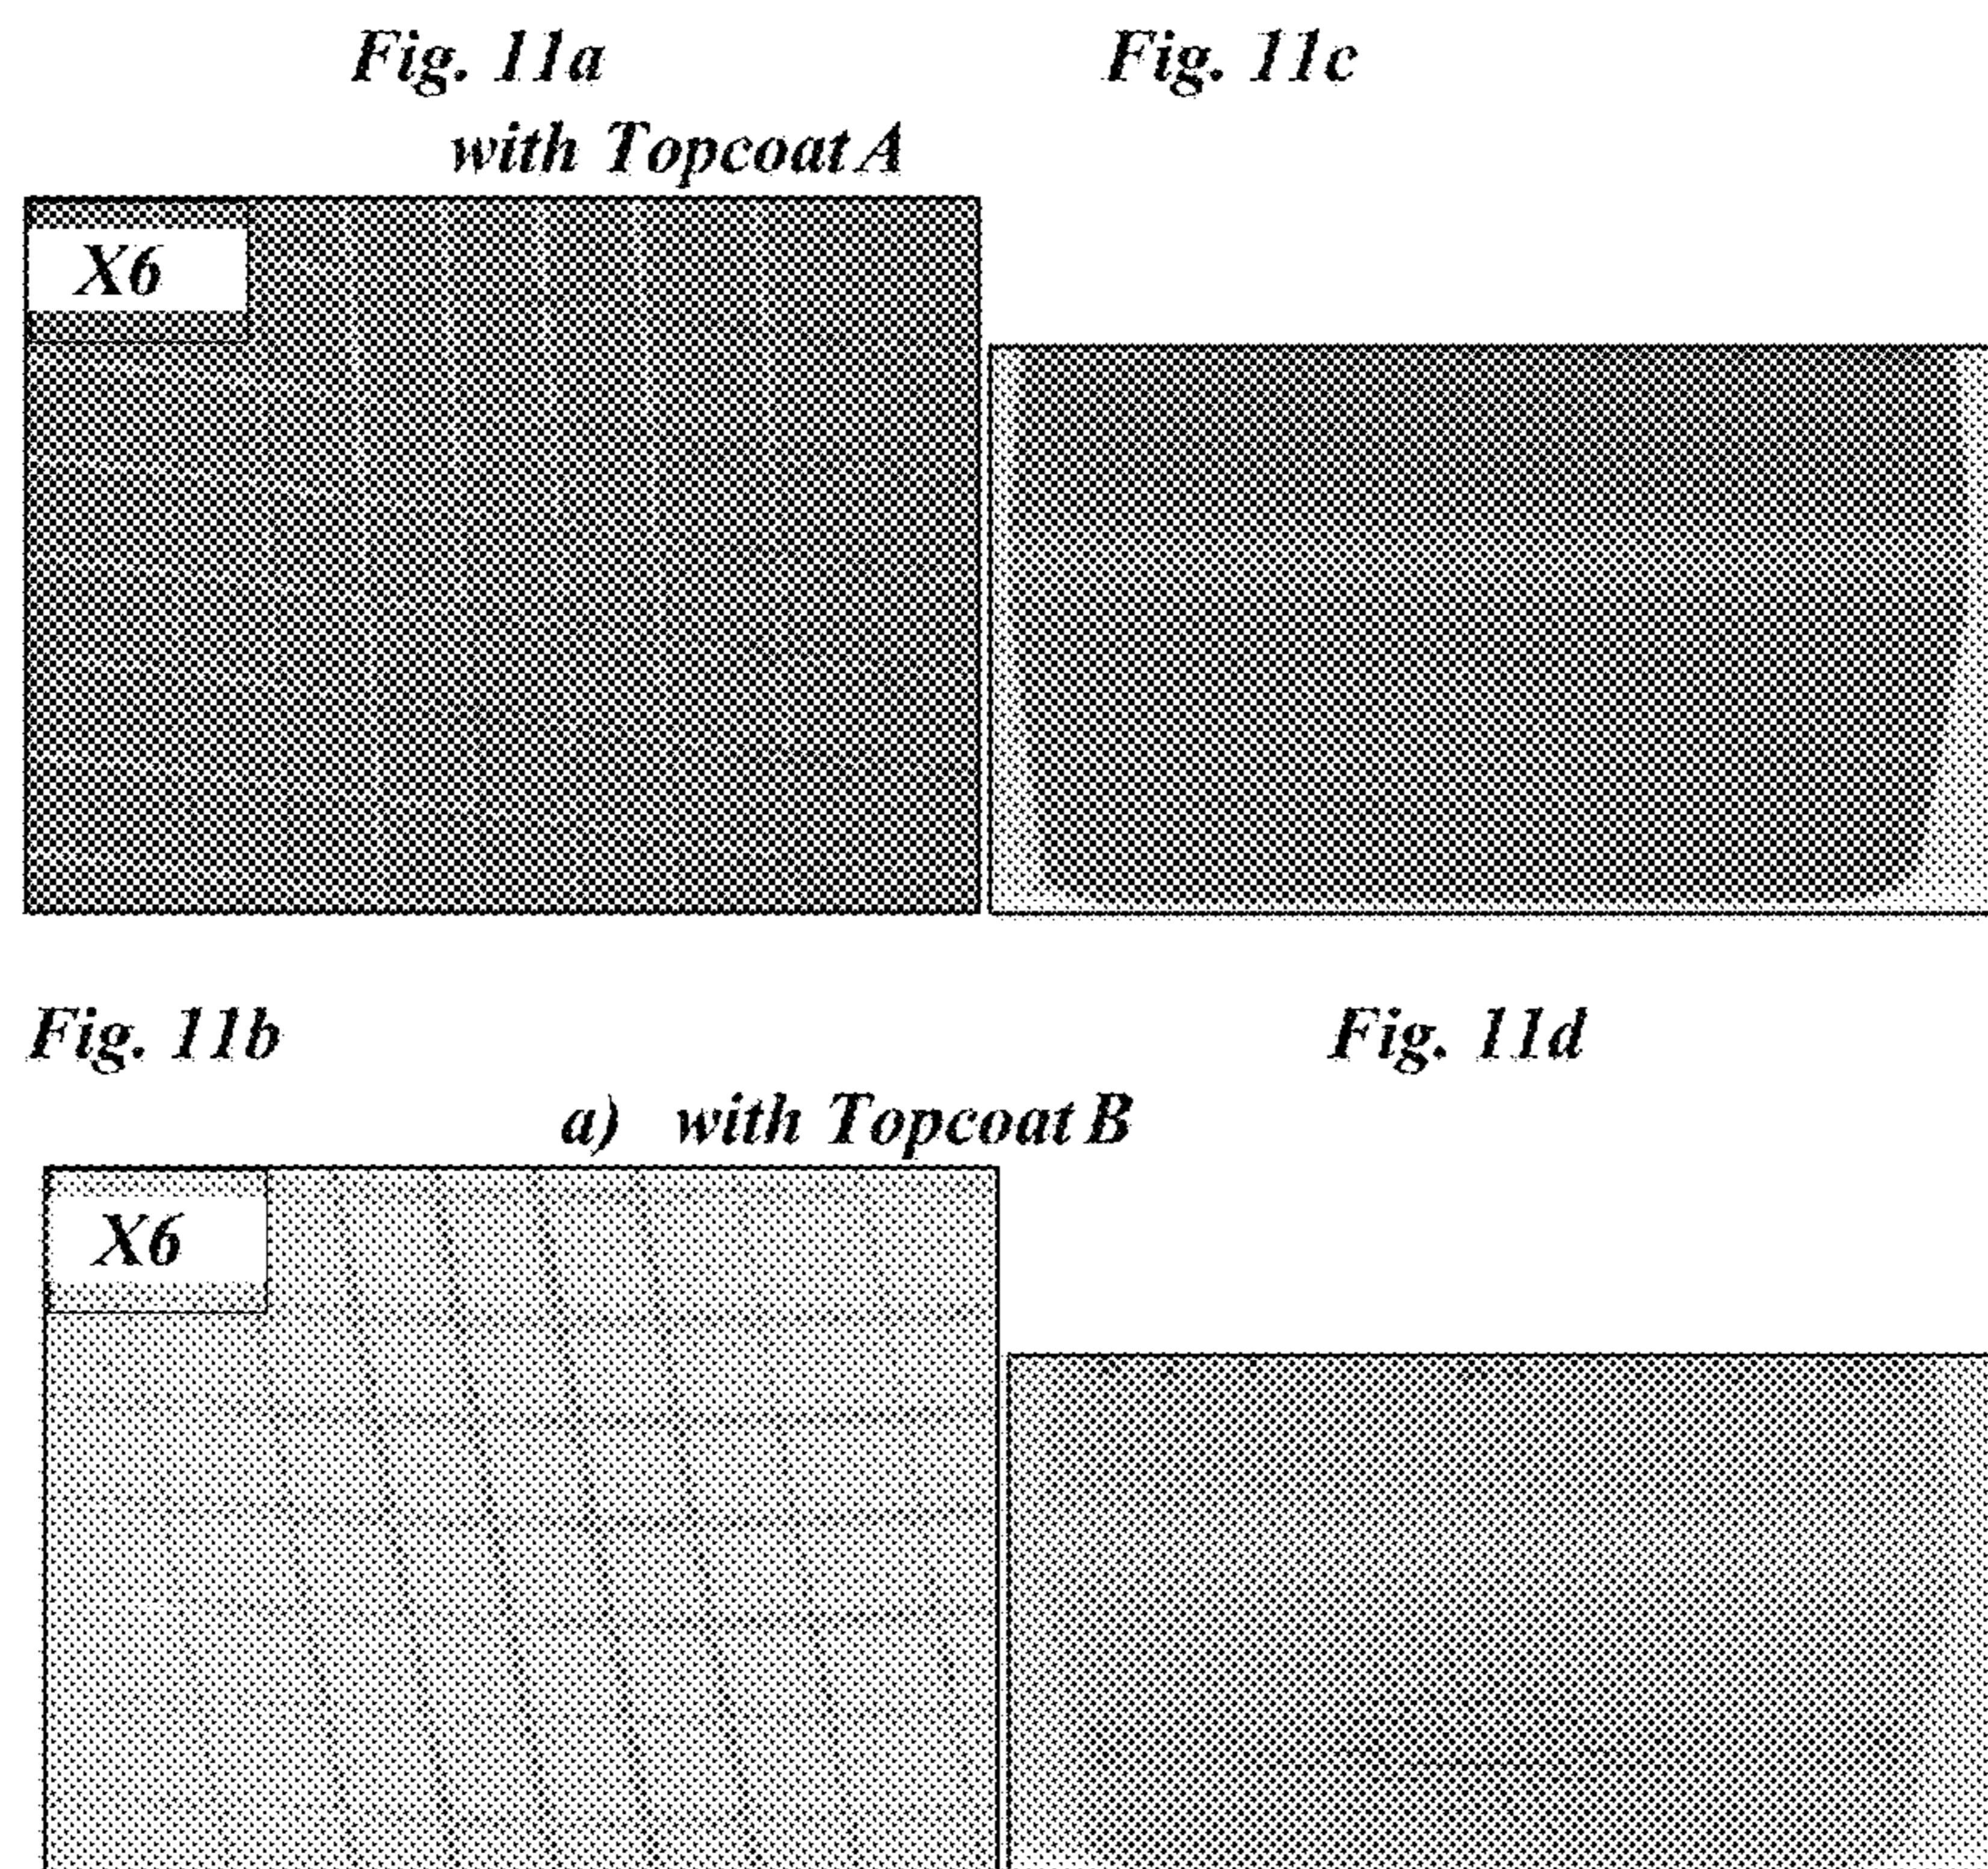 Fig. 11a
Fig. 11c
with Topcoat A
X6
Fig. 11b
Fig. 11d
a) with Topcoat B
X6